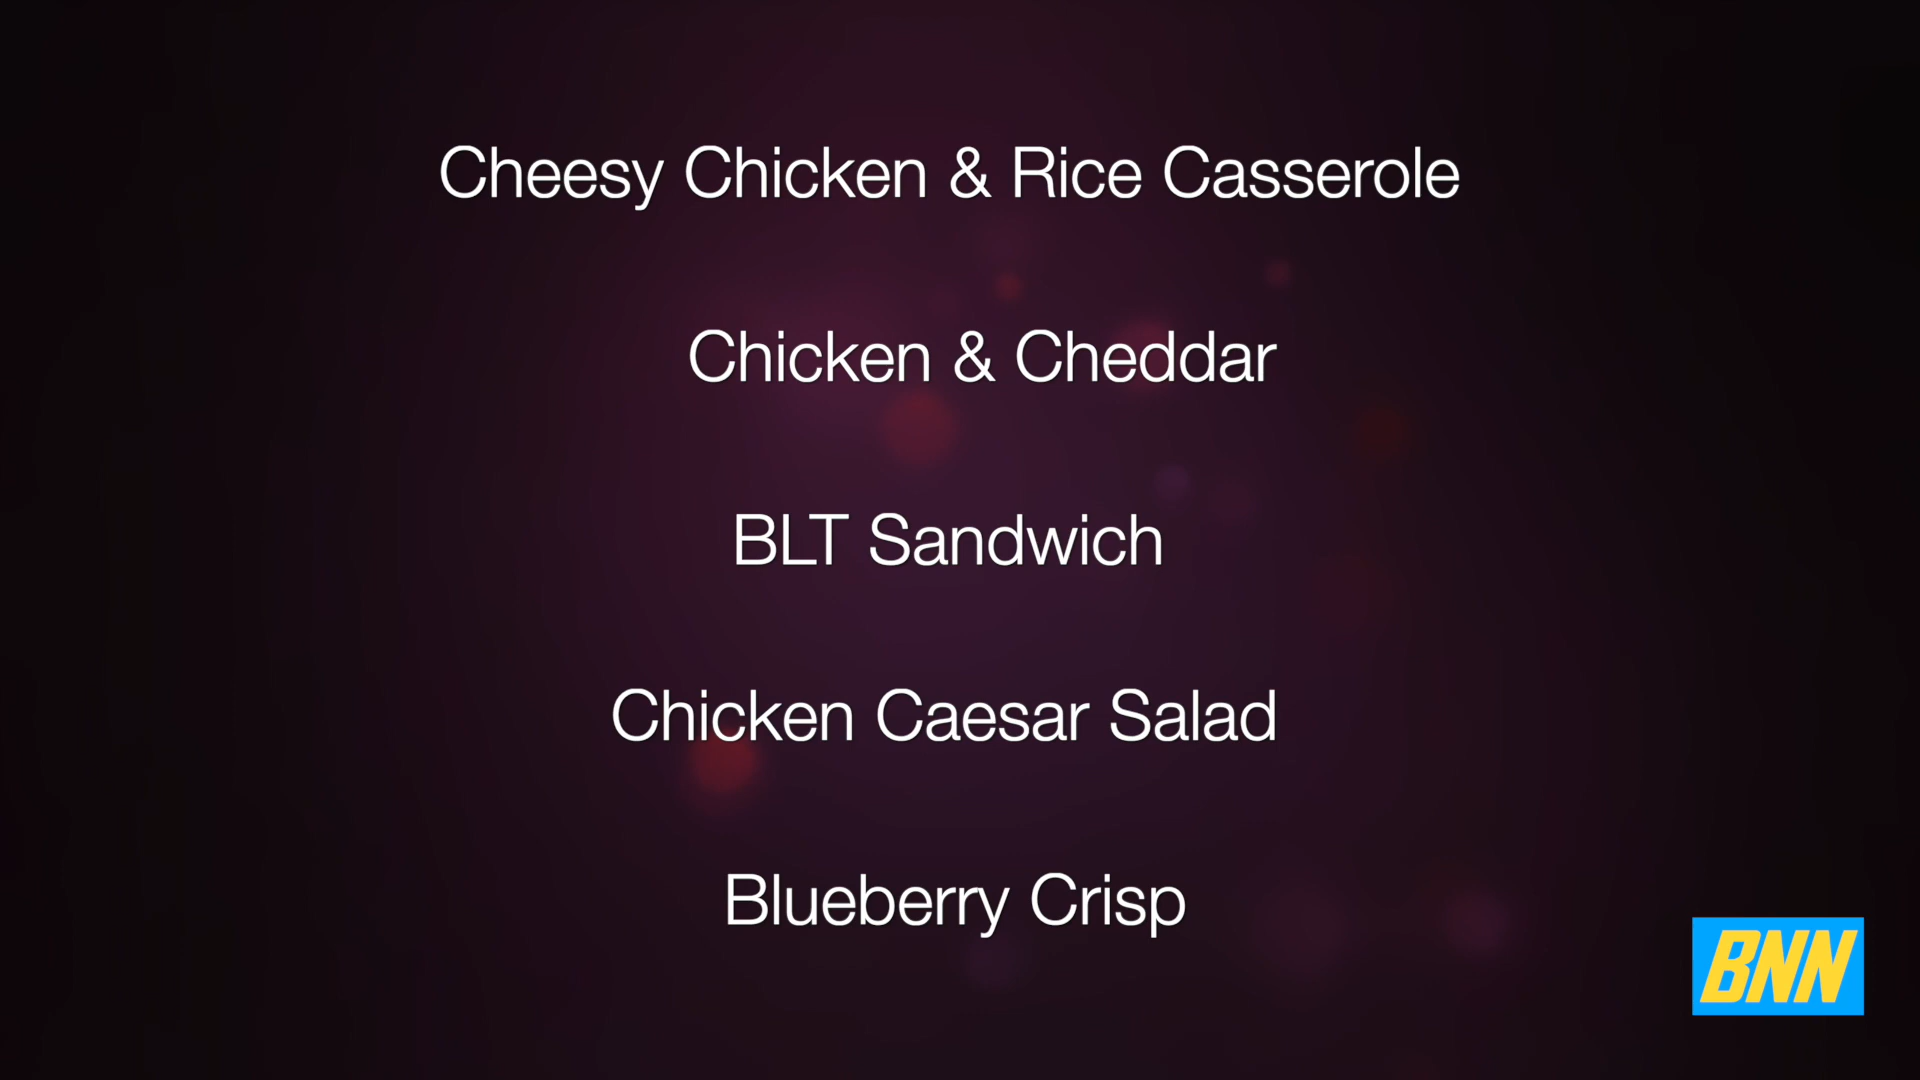 Cheesy Chicken & Rice Casserole
Chicken & Cheddar
BLT Sandwich
Chicken Caesar Salad
Blueberry Crisp
BNN